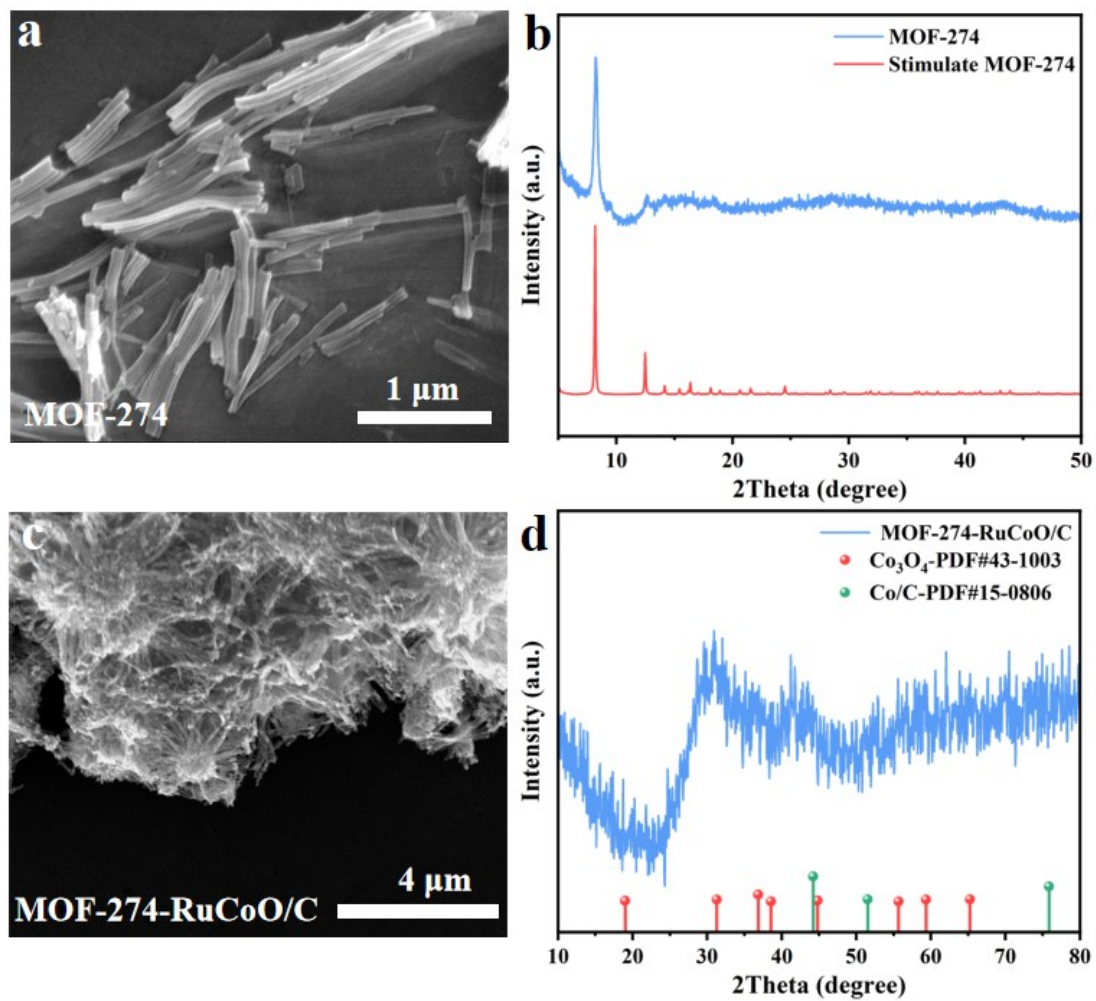 a
1 μm
MOF-274
b
MOF-274
Stimulate MOF-274
Intensity (a.u.)
10 20 30 40 50
2Theta (degree)
c
4 μm
MOF-274-RuCoO/C
d
MOF-274-RuCoO/C
Co₃O₄-PDF#43-1003
Co/C-PDF#15-0806
Intensity (a.u.)
10 20 30 40 50 60 70 80
2Theta (degree)